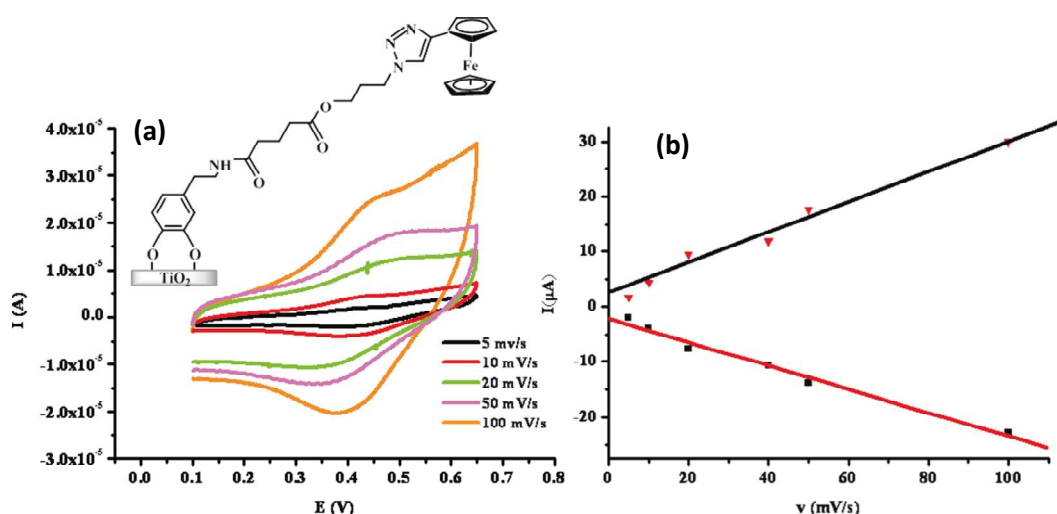 (a)
N
N
N
Fe
O
O
NH
O
O
O
TiO2
4.0x10-5
3.0x10-5
2.0x10-5
1.0x10-5
0.0
-1.0x10-5
-2.0x10-5
-3.0x10-5
I (A)
0.0 0.1 0.2 0.3 0.4 0.5 0.6 0.7 0.8
E (V)
5 mv/s
10 mV/s
20 mV/s
50 mV/s
100 mV/s
(b)
30
20
10
0
-10
-20
I(μA)
0 20 40 60 80 100
v (mV/s)